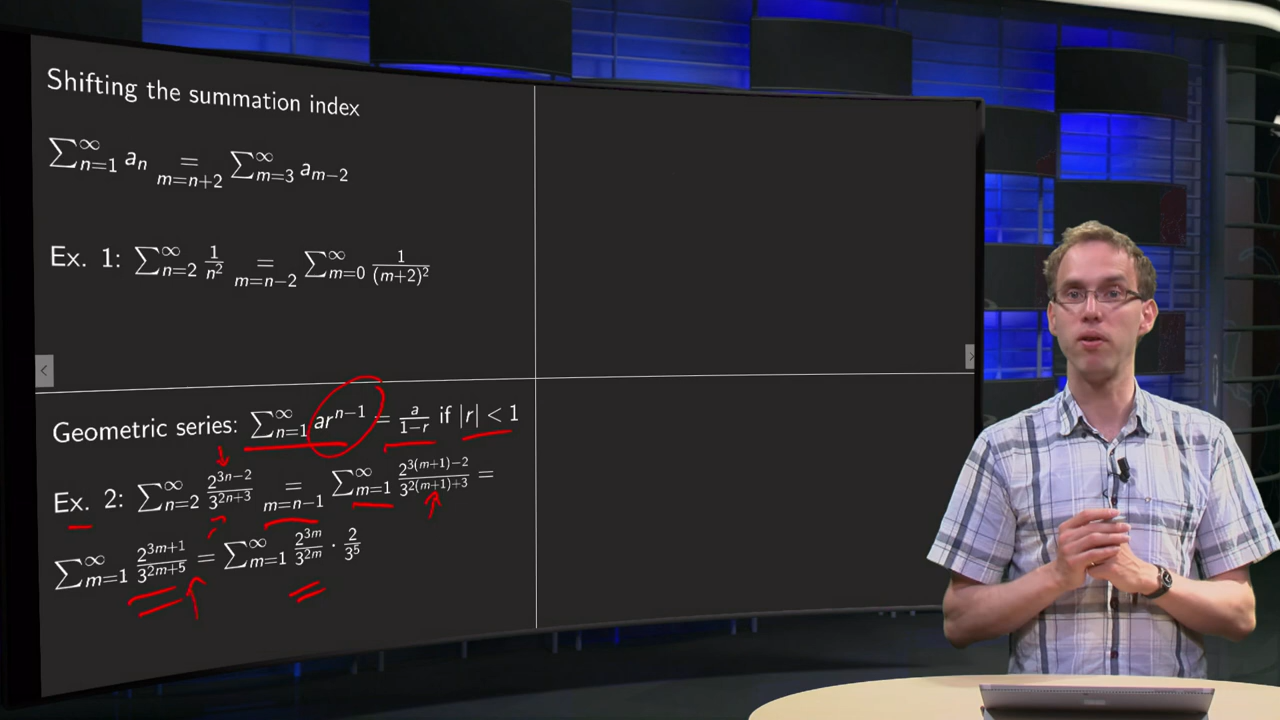 Shifting the summation index
∑_{n=1}^{∞} a_n =_{m=n+2} ∑_{m=3}^{∞} a_{m−2}
Ex. 1: ∑_{n=2}^{∞} 1/n^2 =_{m=n−2} ∑_{m=0}^{∞} 1/(m+2)^2
Geometric series: ∑_{n=1}^{∞} ar^{n−1} = a/(1−r) if |r| < 1
Ex. 2: ∑_{n=2}^{∞} 2^{3n−2}/3^{2n+3} =_{m=n−1} ∑_{m=1}^{∞} 2^{3(m+1)−2}/3^{2(m+1)+3} =
∑_{m=1}^{∞} 2^{3m+1}/3^{2m+5} = ∑_{m=1}^{∞} 2^{3m}/3^{2m} · 2/3^5